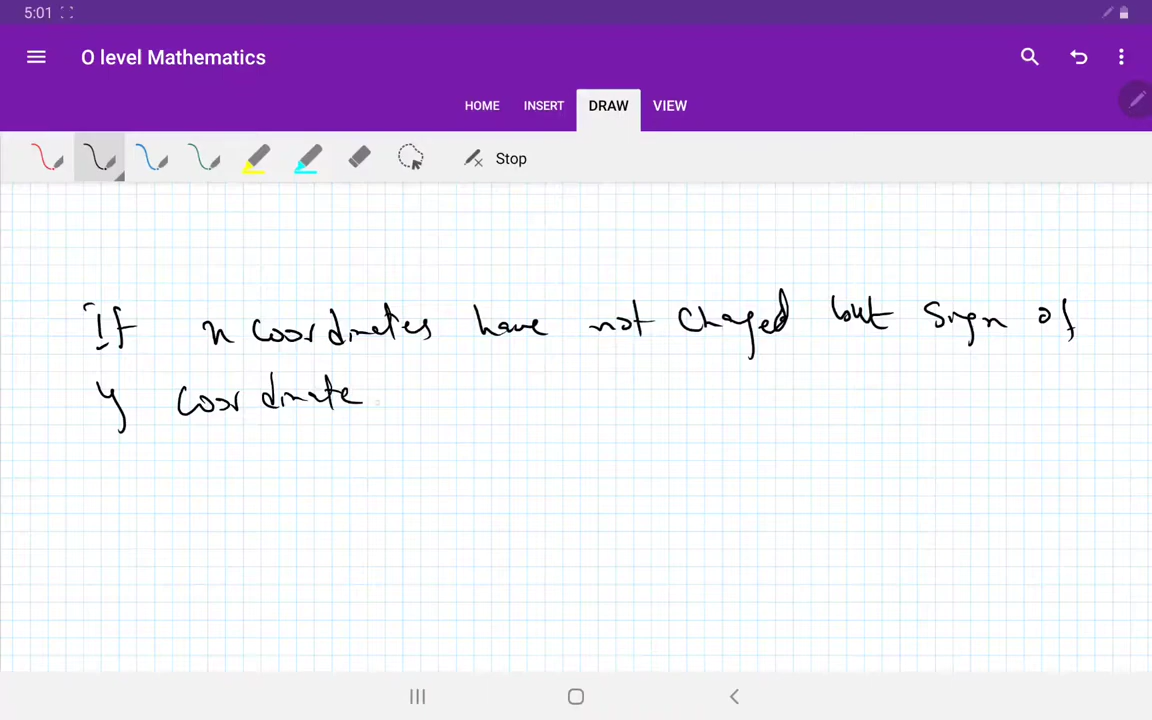 5:01
O level Mathematics
HOME INSERT DRAW VIEW
Stop
If x coordinates have not changed but sign of
y coordinate